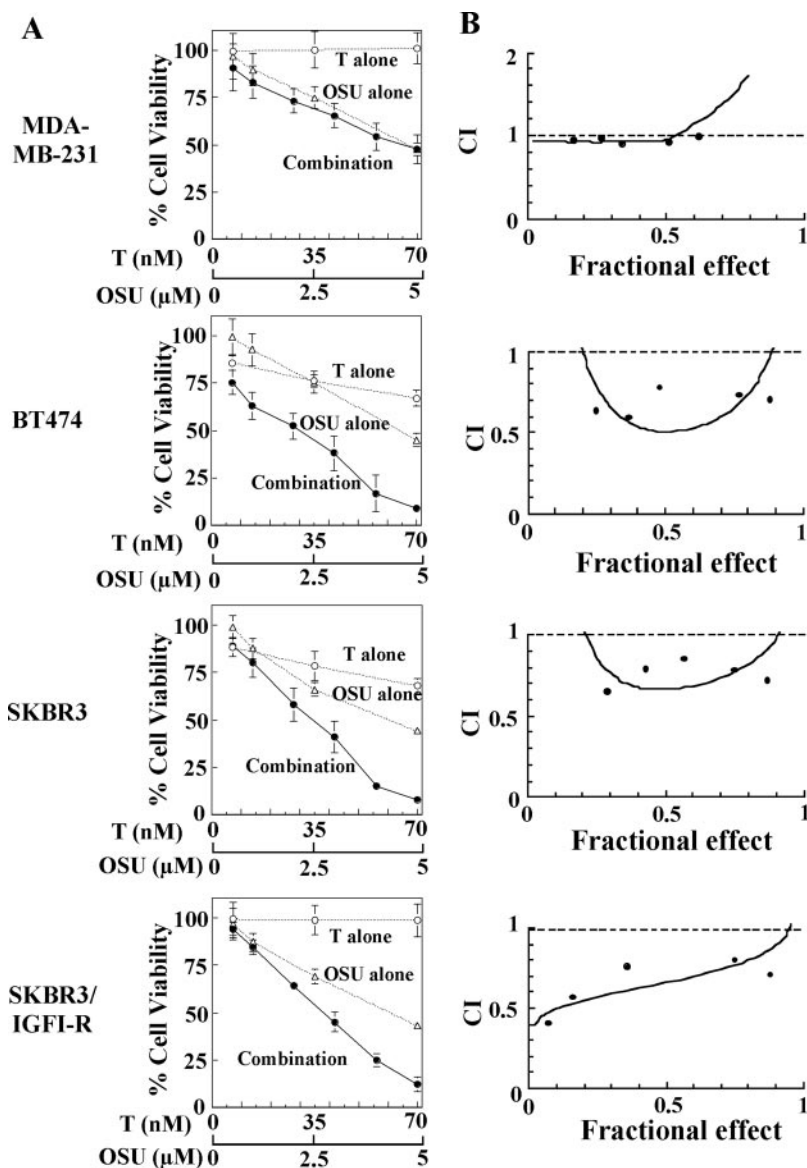 A
B
MDA-
MB-231
% Cell Viability
100
75
50
25
0
T alone
OSU alone
Combination
T (nM)
0
35
70
OSU (µM)
0
2.5
5
CI
2
1
0
0
0.5
1
Fractional effect
BT474
% Cell Viability
100
75
50
25
0
T alone
OSU alone
Combination
T (nM)
0
35
70
OSU (µM)
0
2.5
5
CI
1
0.5
0
0
0.5
1
Fractional effect
SKBR3
% Cell Viability
100
75
50
25
0
T alone
OSU alone
Combination
T (nM)
0
35
70
OSU (µM)
0
2.5
5
CI
1
0.5
0
0
0.5
1
Fractional effect
SKBR3/
IGFI-R
% Cell Viability
100
75
50
25
0
T alone
OSU alone
Combination
T (nM)
0
35
70
OSU (µM)
0
2.5
5
CI
1
0.5
0
0
0.5
1
Fractional effect